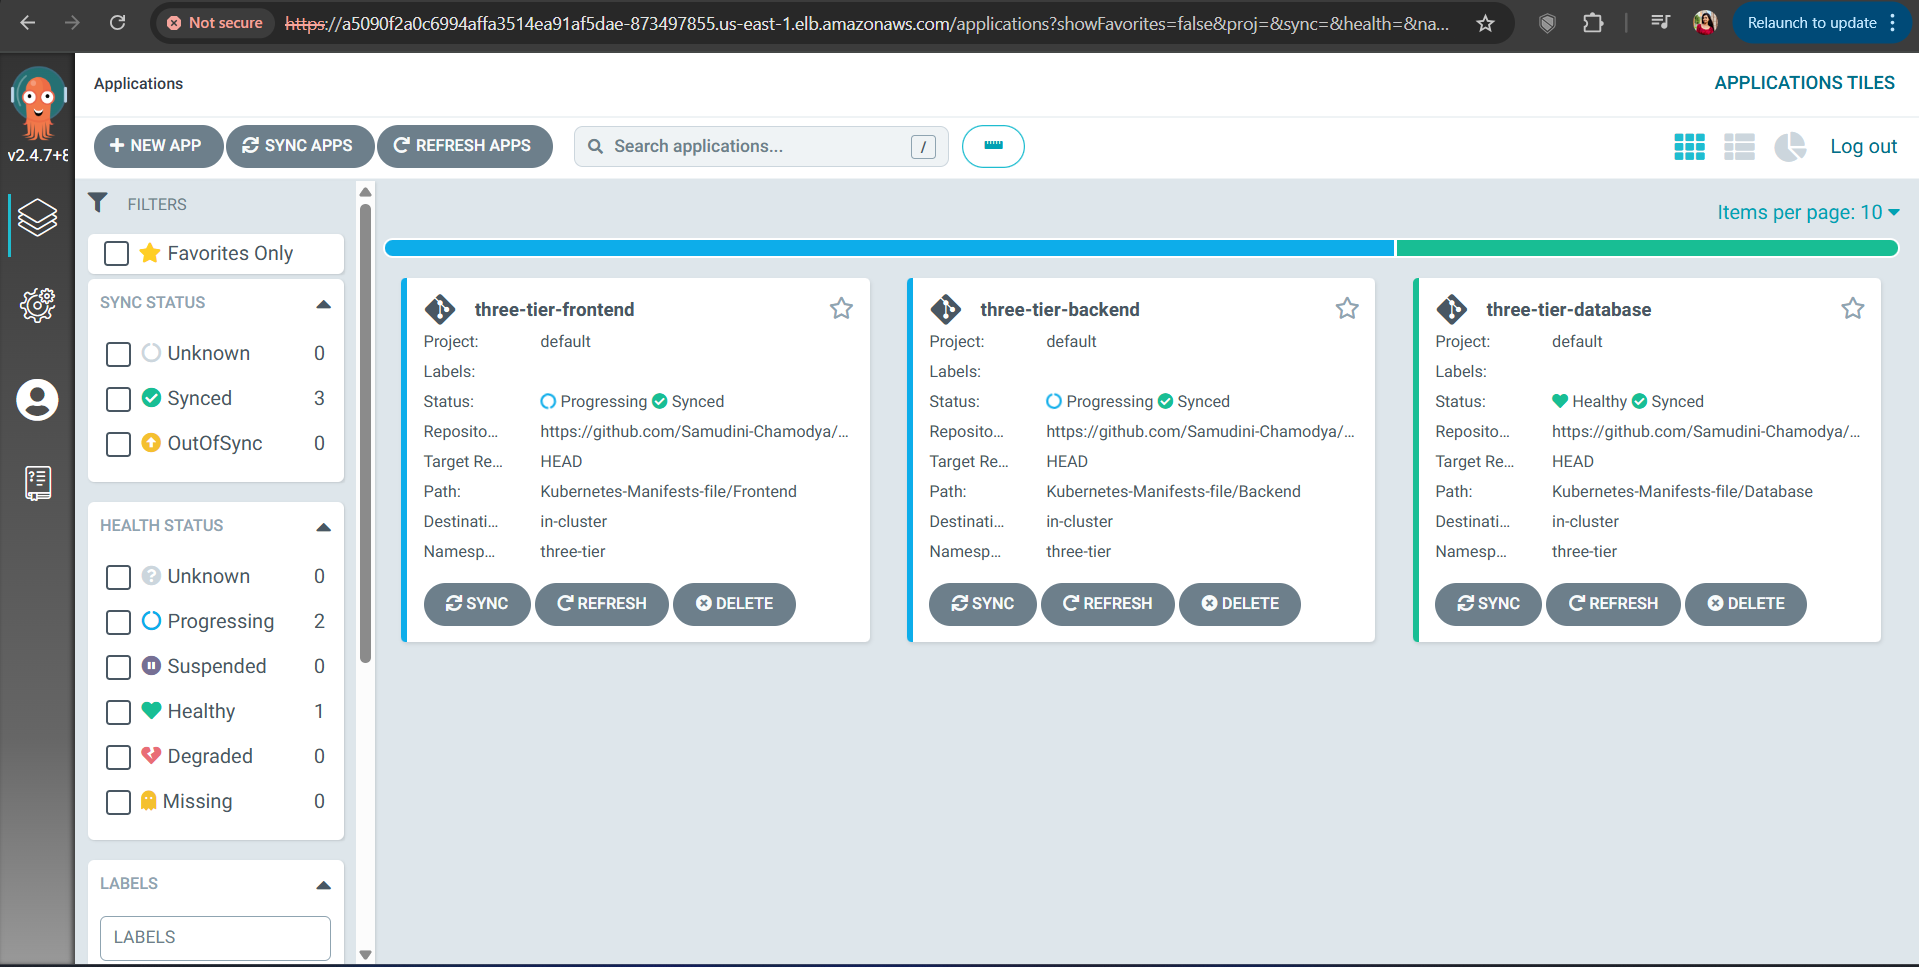 Not secure
https://a5090f2a0c6994affa3514ea91af5dae-873497855.us-east-1.elb.amazonaws.com/applications?showFavorites=false&proj=&sync=&health=&na...
Relaunch to update
Applications
APPLICATIONS TILES
v2.4.7+8
NEW APP
SYNC APPS
REFRESH APPS
Search applications...
/
Log out
FILTERS
Items per page: 10
Favorites Only
SYNC STATUS
Unknown 0
Synced 3
OutOfSync 0
HEALTH STATUS
Unknown 0
Progressing 2
Suspended 0
Healthy 1
Degraded 0
Missing 0
LABELS
LABELS
three-tier-frontend
Project: default
Labels:
Status: Progressing Synced
Reposito... https://github.com/Samudini-Chamodya/...
Target Re... HEAD
Path: Kubernetes-Manifests-file/Frontend
Destinati... in-cluster
Namesp... three-tier
SYNC REFRESH DELETE
three-tier-backend
Project: default
Labels:
Status: Progressing Synced
Reposito... https://github.com/Samudini-Chamodya/...
Target Re... HEAD
Path: Kubernetes-Manifests-file/Backend
Destinati... in-cluster
Namesp... three-tier
SYNC REFRESH DELETE
three-tier-database
Project: default
Labels:
Status: Healthy Synced
Reposito... https://github.com/Samudini-Chamodya/...
Target Re... HEAD
Path: Kubernetes-Manifests-file/Database
Destinati... in-cluster
Namesp... three-tier
SYNC REFRESH DELETE